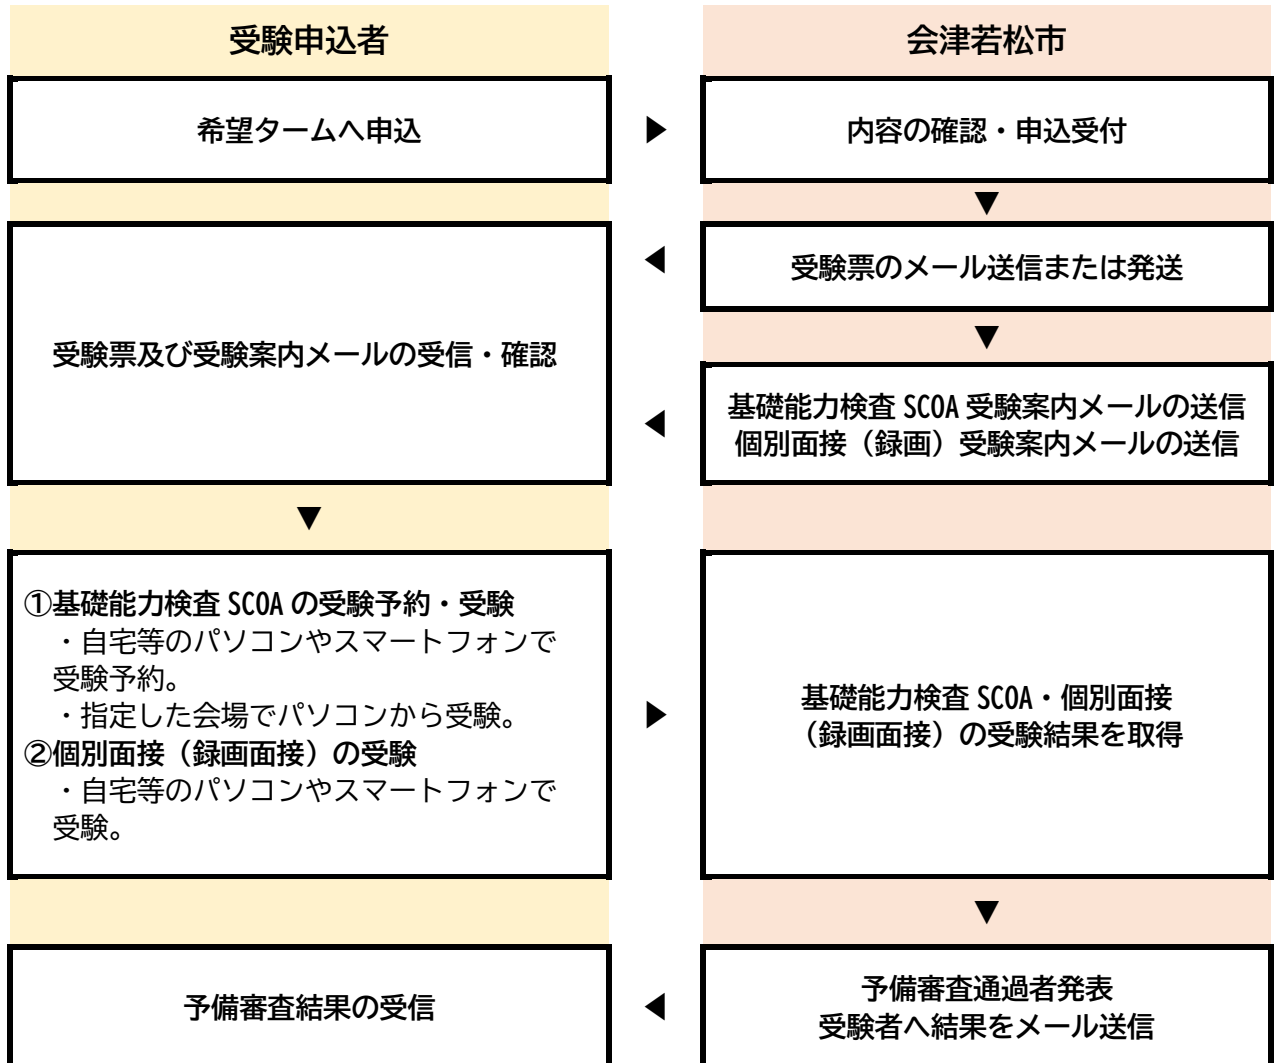 受験申込者
会津若松市
希望タームへ申込
▶
内容の確認・申込受付
▼
受験票のメール送信または発送
◀
受験票及び受験案内メールの受信・確認
▼
基礎能力検査 SCOA 受験案内メールの送信
個別面接（録画）受験案内メールの送信
◀
▼
①基礎能力検査 SCOA の受験予約・受験
・自宅等のパソコンやスマートフォンで
受験予約。
・指定した会場でパソコンから受験。
②個別面接（録画面接）の受験
・自宅等のパソコンやスマートフォンで
受験。
▶
基礎能力検査 SCOA・個別面接
（録画面接）の受験結果を取得
▼
予備審査通過者発表
受験者へ結果をメール送信
◀
予備審査結果の受信